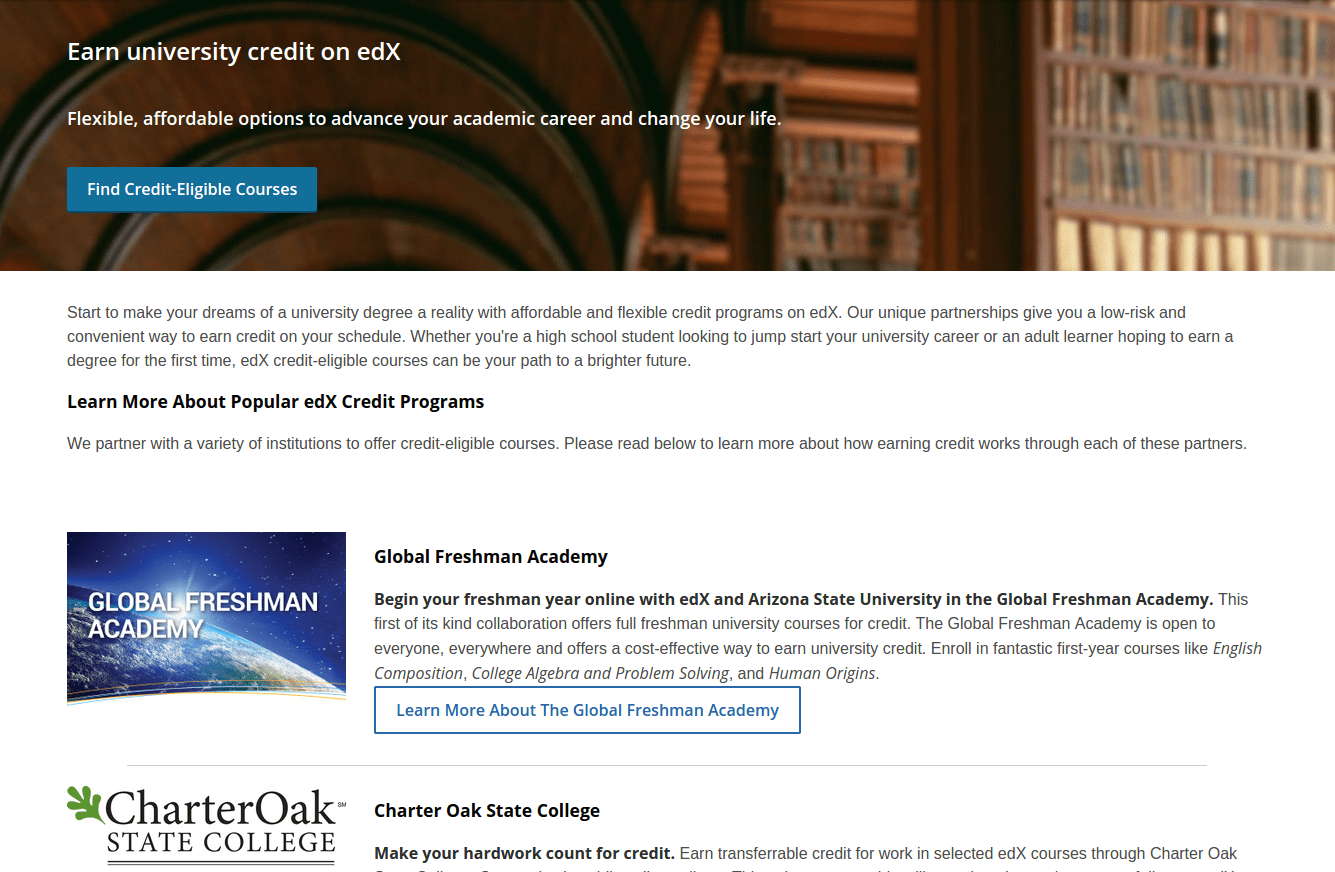 Earn university credit on edX
Flexible, affordable options to advance your academic career and change your life.
Find Credit-Eligible Courses
Start to make your dreams of a university degree a reality with affordable and flexible credit programs on edX. Our unique partnerships give you a low-risk and
convenient way to earn credit on your schedule. Whether you're a high school student looking to jump start your university career or an adult learner hoping to earn a
degree for the first time, edX credit-eligible courses can be your path to a brighter future.
Learn More About Popular edX Credit Programs
We partner with a variety of institutions to offer credit-eligible courses. Please read below to learn more about how earning credit works through each of these partners.
GLOBAL FRESHMAN
ACADEMY
Global Freshman Academy
Begin your freshman year online with edX and Arizona State University in the Global Freshman Academy. This
first of its kind collaboration offers full freshman university courses for credit. The Global Freshman Academy is open to
everyone, everywhere and offers a cost-effective way to earn university credit. Enroll in fantastic first-year courses like English
Composition, College Algebra and Problem Solving, and Human Origins.
Learn More About The Global Freshman Academy
CharterOak SM
STATE COLLEGE
Charter Oak State College
Make your hardwork count for credit. Earn transferrable credit for work in selected edX courses through Charter Oak